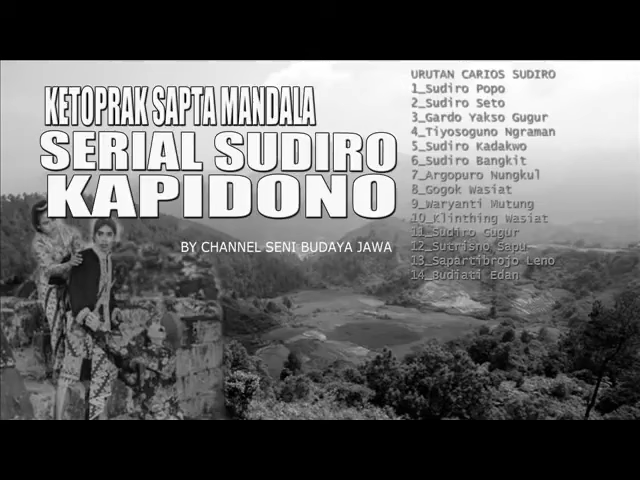 KETOPRAK SAPTA MANDALA
SERIAL SUDIRO
KAPIDONO
BY CHANNEL SENI BUDAYA JAWA
URUTAN CARIOS SUDIRO
1_Sudiro Popo
2_Sudiro Seto
3_Gardo Yakso Gugur
4_Tiyosoguno Ngraman
5_Sudiro Kadakwo
6_Sudiro Bangkit
7_Argopuro Nungkul
8_Gogok Wasiat
9_Waryanti Mutung
10_Klinthing Wasiat
11_Sudiro Gugur
12_Sutrisno Sapu
13_Sapartibrojo Leno
14_Budiati Edan